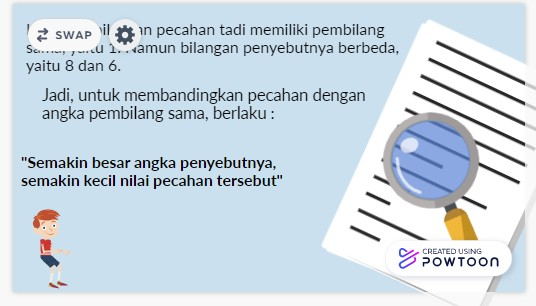 SWAP
pecahan tadi memiliki pembilang
sama, yaitu 1. Namun bilangan penyebutnya berbeda,
yaitu 8 dan 6.
Jadi, untuk membandingkan pecahan dengan
angka pembilang sama, berlaku :
"Semakin besar angka penyebutnya,
semakin kecil nilai pecahan tersebut"
CREATED USING
POWTOON